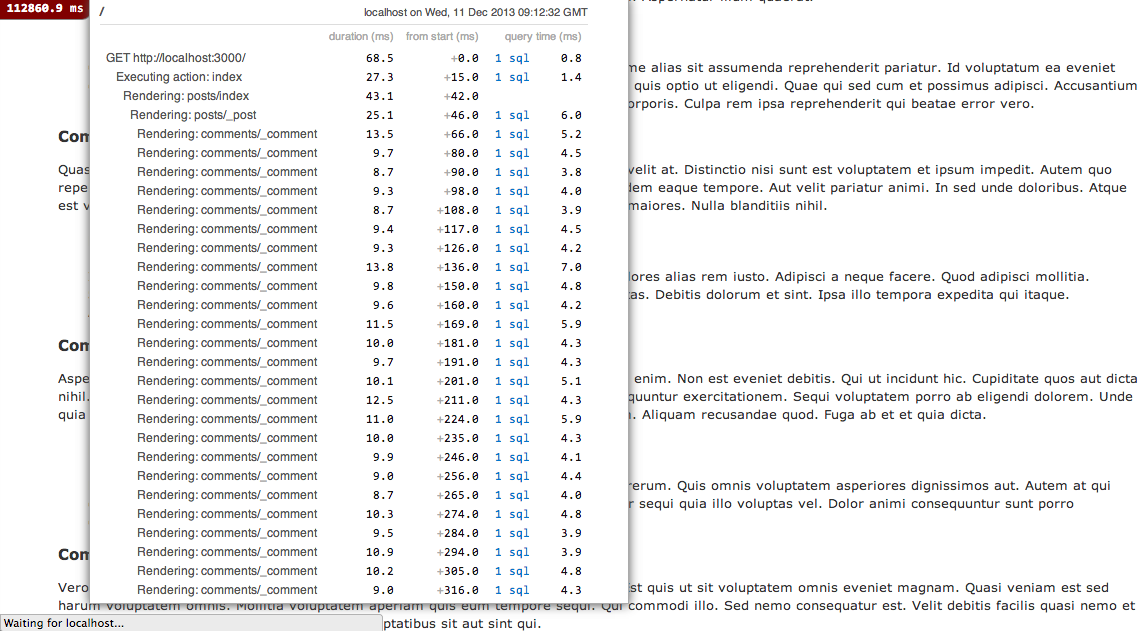 112860.9 ms
/ localhost on Wed, 11 Dec 2013 09:12:32 GMT
duration (ms) from start (ms) query time (ms)
GET http://localhost:3000/ 68.5 +0.0 1 sql 0.8
Executing action: index 27.3 +15.0 1 sql 1.4
Rendering: posts/index 43.1 +42.0
Rendering: posts/_post 25.1 +46.0 1 sql 6.0
Rendering: comments/_comment 13.5 +66.0 1 sql 5.2
Rendering: comments/_comment 9.7 +80.0 1 sql 4.5
Rendering: comments/_comment 8.7 +90.0 1 sql 3.8
Rendering: comments/_comment 9.3 +98.0 1 sql 4.0
Rendering: comments/_comment 8.7 +108.0 1 sql 3.9
Rendering: comments/_comment 9.4 +117.0 1 sql 4.5
Rendering: comments/_comment 9.3 +126.0 1 sql 4.2
Rendering: comments/_comment 13.8 +136.0 1 sql 7.0
Rendering: comments/_comment 9.8 +150.0 1 sql 4.8
Rendering: comments/_comment 9.6 +160.0 1 sql 4.2
Rendering: comments/_comment 11.5 +169.0 1 sql 5.9
Rendering: comments/_comment 10.0 +181.0 1 sql 4.3
Rendering: comments/_comment 9.7 +191.0 1 sql 4.3
Rendering: comments/_comment 10.1 +201.0 1 sql 5.1
Rendering: comments/_comment 12.5 +211.0 1 sql 4.3
Rendering: comments/_comment 11.0 +224.0 1 sql 5.9
Rendering: comments/_comment 10.0 +235.0 1 sql 4.3
Rendering: comments/_comment 9.9 +246.0 1 sql 4.1
Rendering: comments/_comment 9.0 +256.0 1 sql 4.4
Rendering: comments/_comment 8.7 +265.0 1 sql 4.0
Rendering: comments/_comment 10.3 +274.0 1 sql 4.8
Rendering: comments/_comment 9.5 +284.0 1 sql 3.9
Rendering: comments/_comment 10.9 +294.0 1 sql 3.9
Rendering: comments/_comment 10.2 +305.0 1 sql 4.8
Rendering: comments/_comment 9.0 +316.0 1 sql 4.3
me alias sit assumenda reprehenderit pariatur. Id voluptatum ea eveniet
quis optio ut eligendi. Quae qui sed cum et possimus adipisci. Accusantium
orporis. Culpa rem ipsa reprehenderit qui beatae error vero.
Com
Quas velit at. Distinctio nisi sunt est voluptatem et ipsum impedit. Autem quo
repe dem eaque tempore. Aut velit pariatur animi. In sed unde doloribus. Atque
est v maiores. Nulla blanditiis nihil.
lores alias rem iusto. Adipisci a neque facere. Quod adipisci mollitia.
tas. Debitis dolorum et sint. Ipsa illo tempora expedita qui itaque.
Com
Aspe enim. Non est eveniet debitis. Qui ut incidunt hic. Cupiditate quos aut dicta
nihil. quuntur exercitationem. Sequi voluptatem porro ab eligendi dolorem. Unde
quia Aliquam recusandae quod. Fuga ab et et quia dicta.
rerum. Quis omnis voluptatem asperiores dignissimos aut. Autem at qui
r sequi quia illo voluptas vel. Dolor animi consequuntur sunt porro
Com
Vero st quis ut sit voluptatem omnis eveniet magnam. Quasi veniam est sed
harum voluptatem omnis. Mollitia voluptatem aperiam quis eum tempore sequi. Qui commodi illo. Sed nemo consequatur est. Velit debitis facilis quasi nemo et
Waiting for localhost... ptatibus sit aut sint qui.